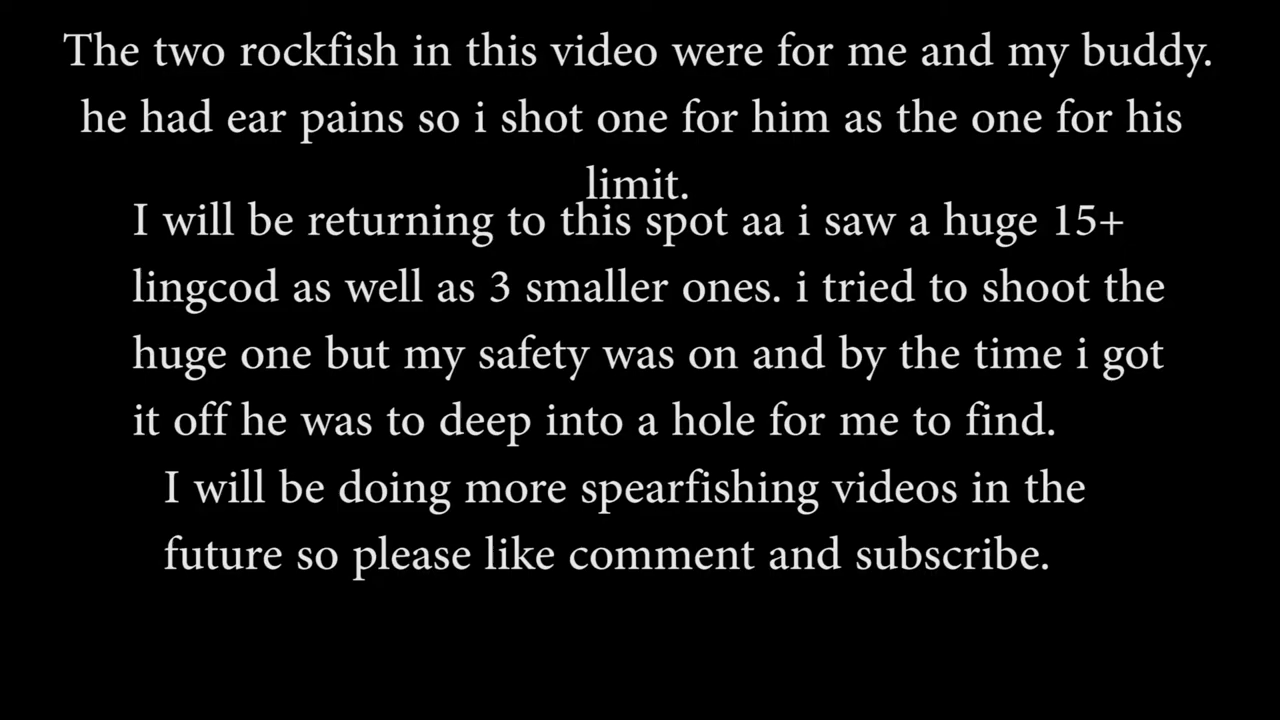 The two rockfish in this video were for me and my buddy.
he had ear pains so i shot one for him as the one for his
limit.
I will be returning to this spot aa i saw a huge 15+
lingcod as well as 3 smaller ones. i tried to shoot the
huge one but my safety was on and by the time i got
it off he was to deep into a hole for me to find.
I will be doing more spearfishing videos in the
future so please like comment and subscribe.